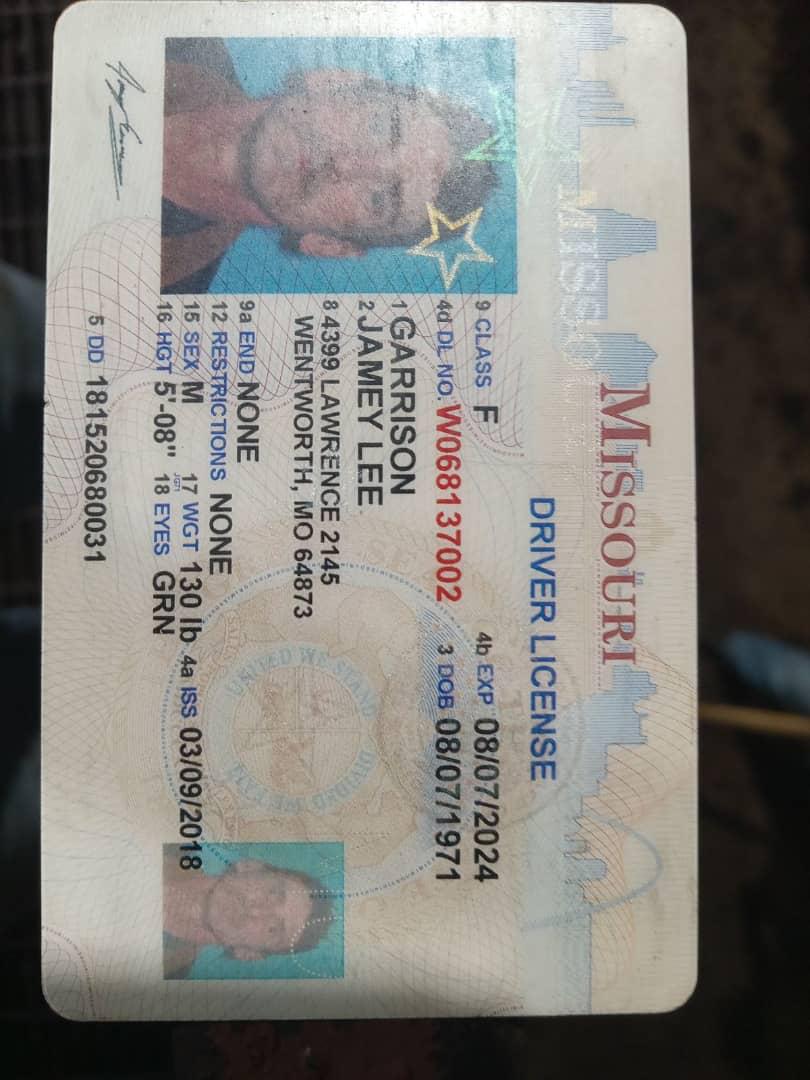 MISSOURI
DRIVER LICENSE
9 CLASS F
4b EXP 08/07/2024
4d DL NO. W068137002
3 DOB 08/07/1971
1 GARRISON
2 JAMEY LEE
8 4399 LAWRENCE 2145
WENTWORTH, MO 64873
9a END NONE
12 RESTRICTIONS NONE
15 SEX M 17 WGT 130 lb 4a ISS 03/09/2018
16 HGT 5'-08" 18 EYES GRN
5 DD 181520680031
UNITED WE STAND DIVIDED WE FALL